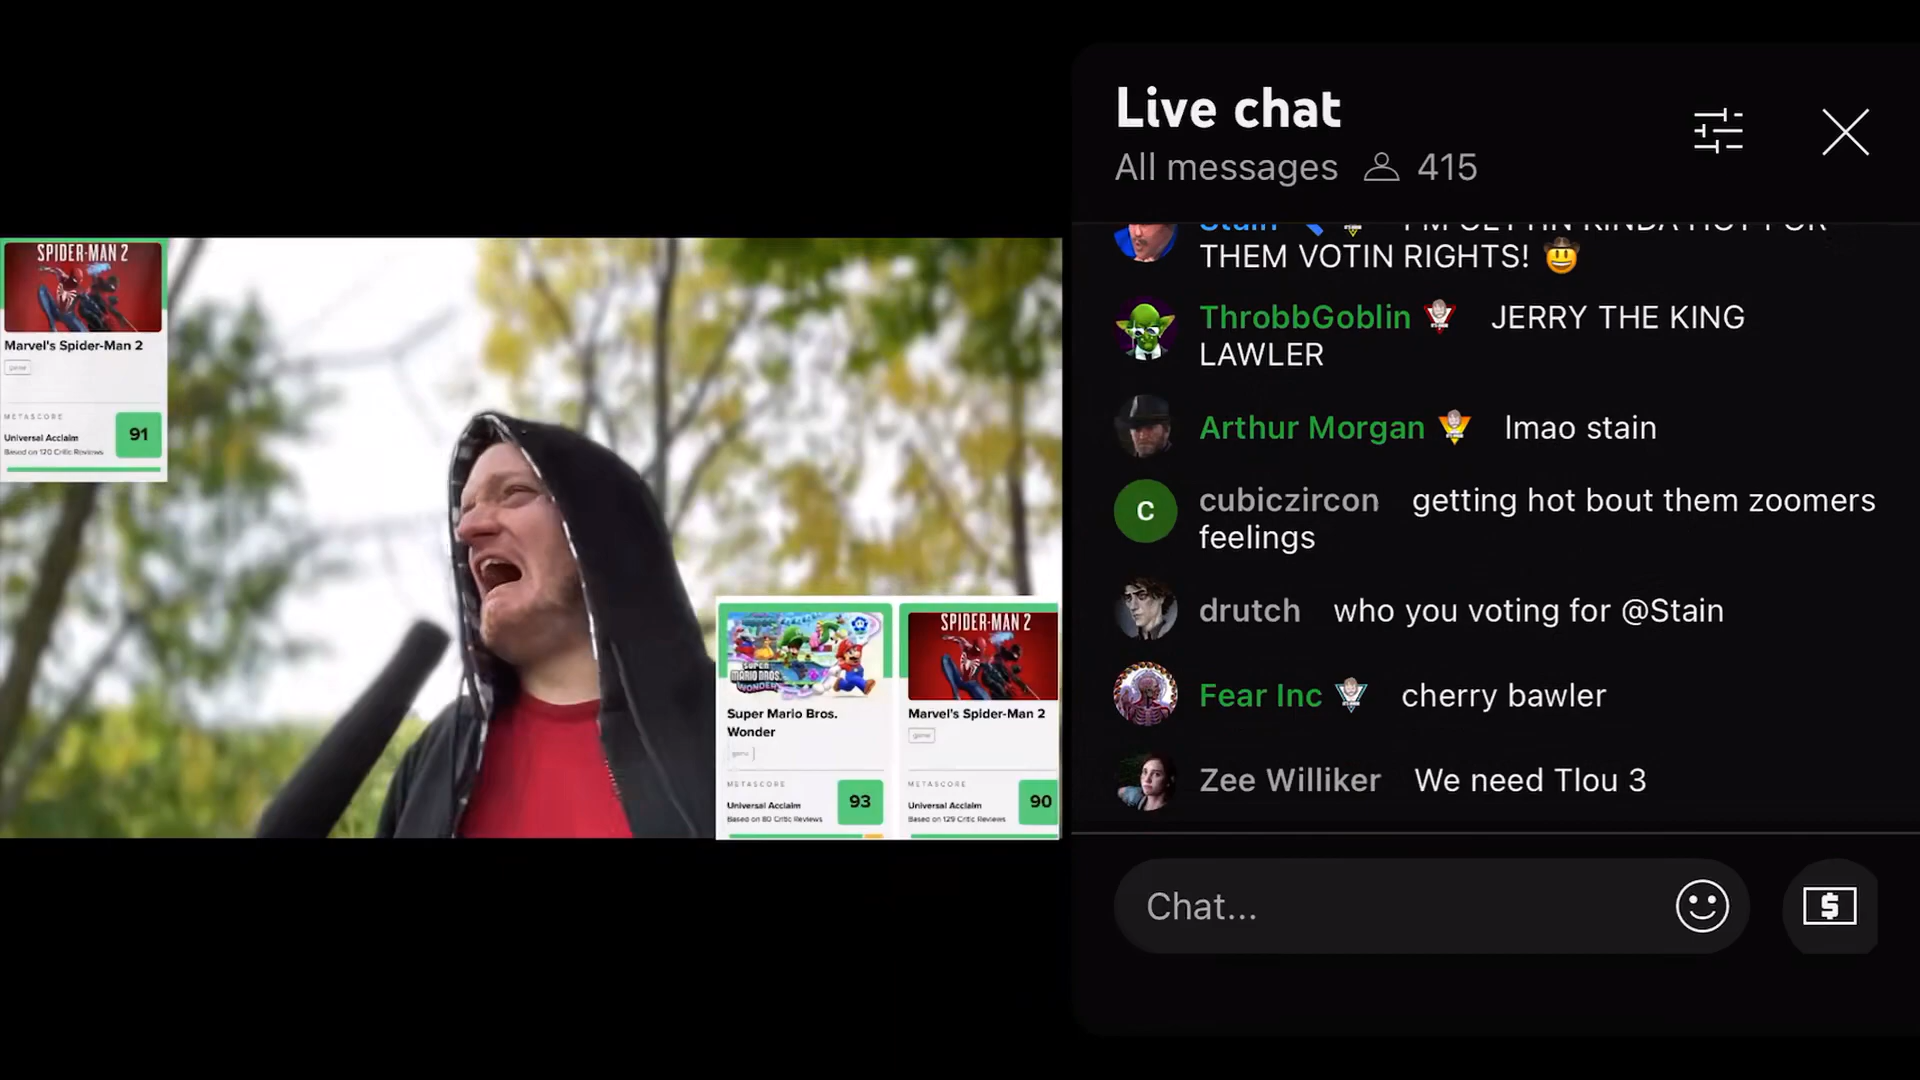 SPIDER-MAN 2
Marvel's Spider-Man 2
game
METASCORE
Universal Acclaim
Based on 120 Critic Reviews
91
SUPER
MARIO BROS.
WONDER
Super Mario Bros.
Wonder
game
METASCORE
Universal Acclaim
Based on 80 Critic Reviews
93
SPIDER-MAN 2
Marvel's Spider-Man 2
game
METASCORE
Universal Acclaim
Based on 129 Critic Reviews
90
Live chat
All messages 415
Stain
THEM VOTIN RIGHTS! 🤠
ThrobbGoblin JERRY THE KING
LAWLER
Arthur Morgan lmao stain
C
cubiczircon getting hot bout them zoomers
feelings
drutch who you voting for @Stain
Fear Inc cherry bawler
Zee Williker We need Tlou 3
Chat...
$